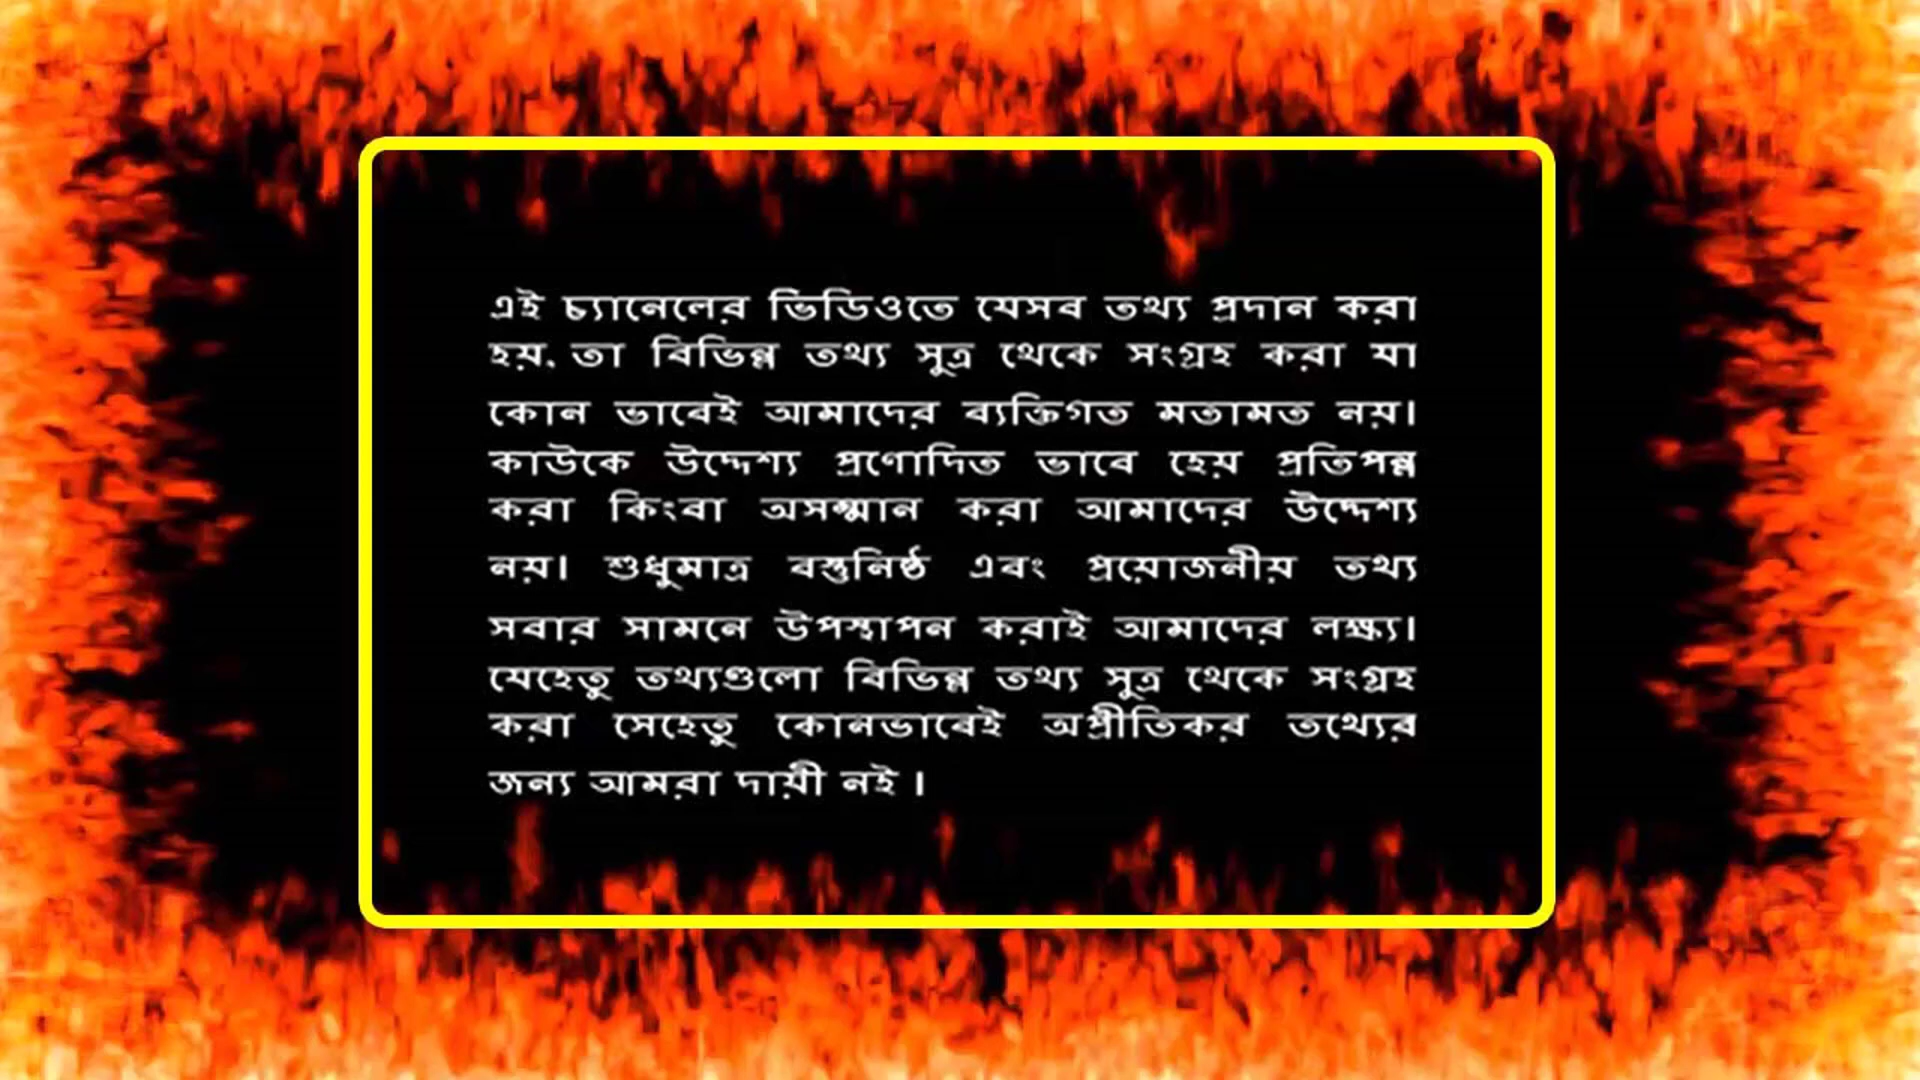 এই চ্যানেলের ভিডিওতে যেসব তথ্য প্রদান করা
হয়. তা বিভিন্ন তথ্য সুত্র থেকে সংগ্রহ করা যা
কোন ভাবেই আমাদের ব্যক্তিগত মতামত নয়।
কাউকে উদ্দেশ্য প্রণোদিত ভাবে হেয় প্রতিপন্ন
করা কিংবা অসম্মান করা আমাদের উদ্দেশ্য
নয়। শুধুমাত্র বস্তুনিষ্ঠ এবং প্রয়োজনীয় তথ্য
সবার সামনে উপস্থাপন করাই আমাদের লক্ষ্য।
যেহেতু তথ্যগুলো বিভিন্ন তথ্য সুত্র থেকে সংগ্রহ
করা সেহেতু কোনভাবেই অপ্রীতিকর তথ্যের
জন্য আমরা দায়ী নই ।